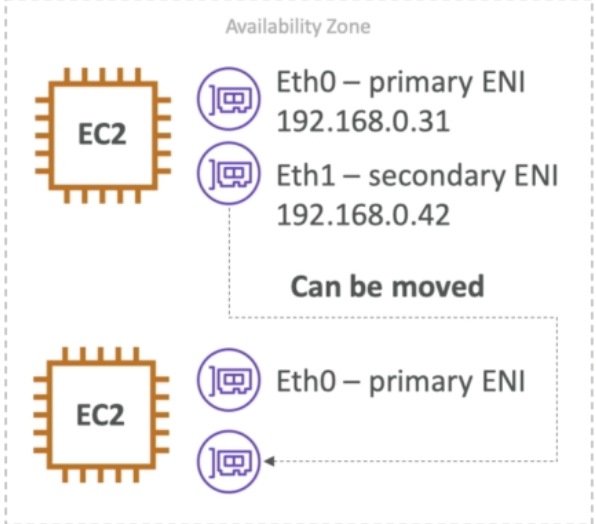 Availability Zone
EC2
Eth0 – primary ENI
192.168.0.31
Eth1 – secondary ENI
192.168.0.42
Can be moved
EC2
Eth0 – primary ENI